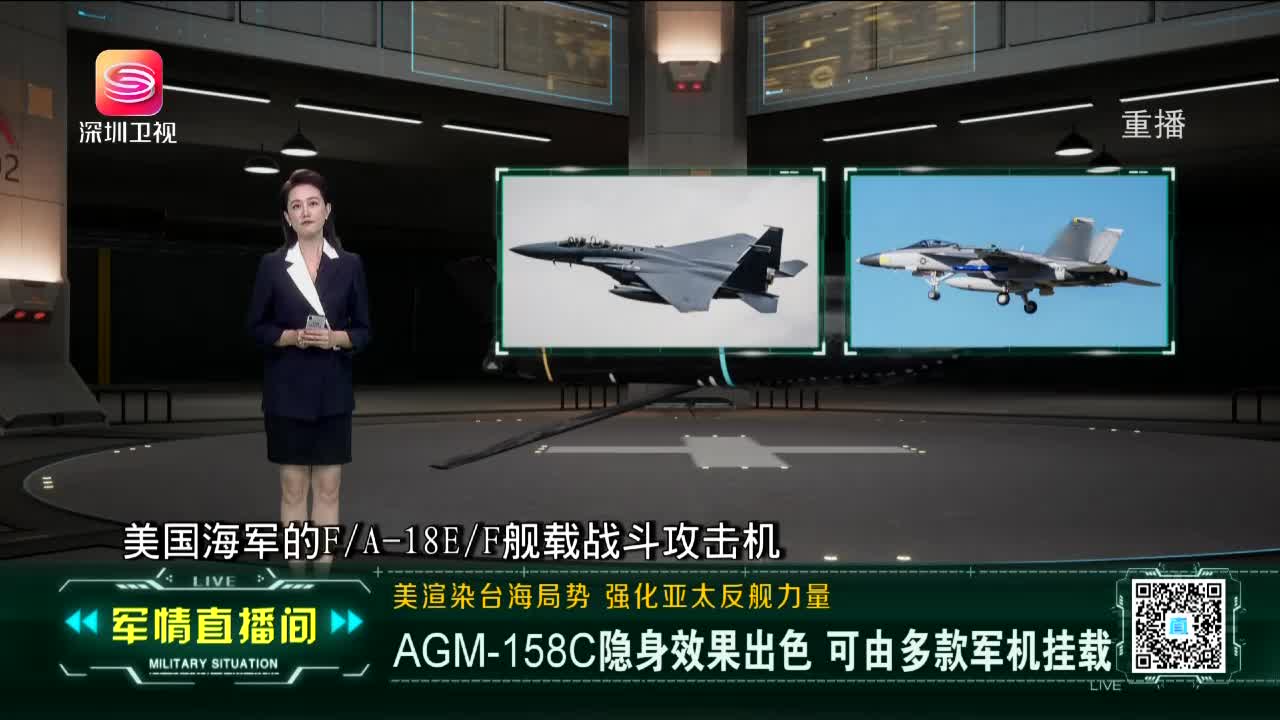 深圳卫视
重播
02
美国海军的F/A-18E/F舰载战斗攻击机
LIVE
军情直播间
MILITARY SITUATION
美渲染台海局势 强化亚太反舰力量
AGM-158C隐身效果出色 可由多款军机挂载
直
LIVE